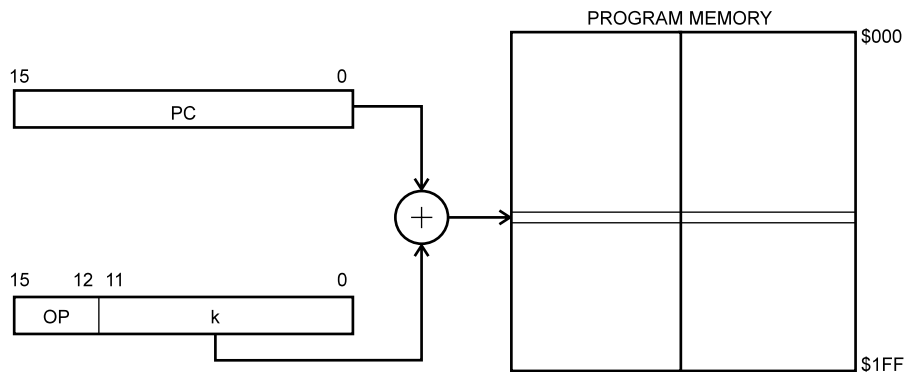 PROGRAM MEMORY
$000
15 0
PC
+
15 12 11 0
OP k
$1FF